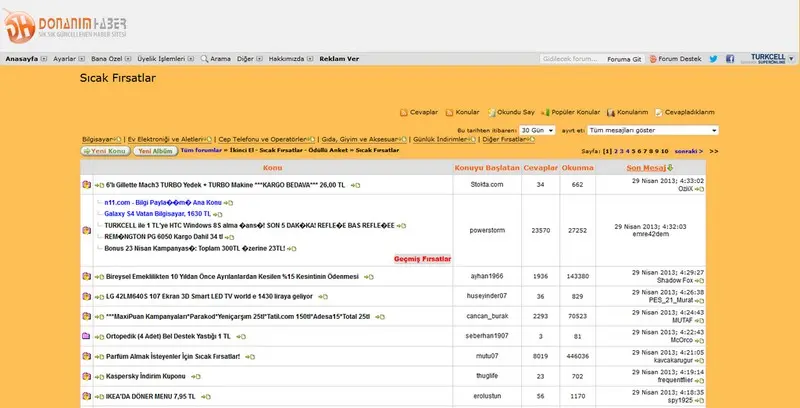 DONANIMHABER
SIK SIK GÜNCELLENEN HABER SİTESİ
Anasayfa Ayarlar Bana Özel Üyelik İşlemleri Arama Diğer Hakkımızda Reklam Ver Gidilecek forum... Foruma Git Forum Destek TURKCELL SUPERONLINE
Sıcak Fırsatlar
Cevaplar Konular Okundu Say Popüler Konular Konularım Cevapladıklarım
Bu tarihten itibaren: 30 Gün ayırt et: Tüm mesajları göster
Bilgisayar | Ev Elektroniği ve Aletleri | Cep Telefonu ve Operatörler | Gıda, Giyim ve Aksesuar | Günlük İndirimler | Diğer Fırsatlar
Yeni Konu Yeni Albüm Tüm forumlar » İkinci El - Sıcak Fırsatlar - Ödüllü Anket » Sıcak Fırsatlar Sayfa: [1] 2 3 4 5 6 7 8 9 10 sonraki > >>
Konu Konuyu Başlatan Cevaplar Okunma Son Mesaj
6'lı Gillette Mach3 TURBO Yedek + TURBO Makine ***KARGO BEDAVA*** 26,00 TL Stokta.com 34 662 29 Nisan 2013; 4:33:02
OziiX
n11.com - Bilgi Payla��m� Ana Konu
Galaxy S4 Vatan Bilgisayar, 1630 TL
TURKCELL ile 1 TL'ye HTC Windows 8S alma �ans�! SON 5 DAK�KA! REFLE�E BAS REFLE�E
REM�NGTON PG 6050 Kargo Dahil 34 tl
Bonus 23 Nisan Kampanyas�: Toplam 300TL �zerine 23TL!
Geçmiş Fırsatlar
powerstorm 23570 27252 29 Nisan 2013; 4:32:03
emre42dem
Bireysel Emeklilikten 10 Yıldan Önce Ayrılanlardan Kesilen %15 Kesintinin Ödenmesi ayhan1966 1936 143380 29 Nisan 2013; 4:29:27
Shadow Fox
LG 42LM640S 107 Ekran 3D Smart LED TV world e 1430 liraya geliyor huseyinder07 36 829 29 Nisan 2013; 4:26:38
PES_21_Murat
***MaxiPuan Kampanyaları*Parakod*Yeniçarşım 25tl*Tatil.com 150tl*Adesa15*Total 25tl cancan_burak 2293 70523 29 Nisan 2013; 4:24:43
MUTAF
Ortopedik (4 Adet) Bel Destek Yastığı 1 TL seberhan1907 3 81 29 Nisan 2013; 4:22:43
McOrco
Parfüm Almak İsteyenler İçin Sıcak Fırsatlar! mutu07 8019 446036 29 Nisan 2013; 4:21:05
kavcakarugur
Kaspersky İndirim Kuponu thuglife 23 702 29 Nisan 2013; 4:19:14
frequentflier
IKEA'DA DÖNER MENU 7,95 TL erolustun 56 1170 29 Nisan 2013; 4:18:35
spy1925